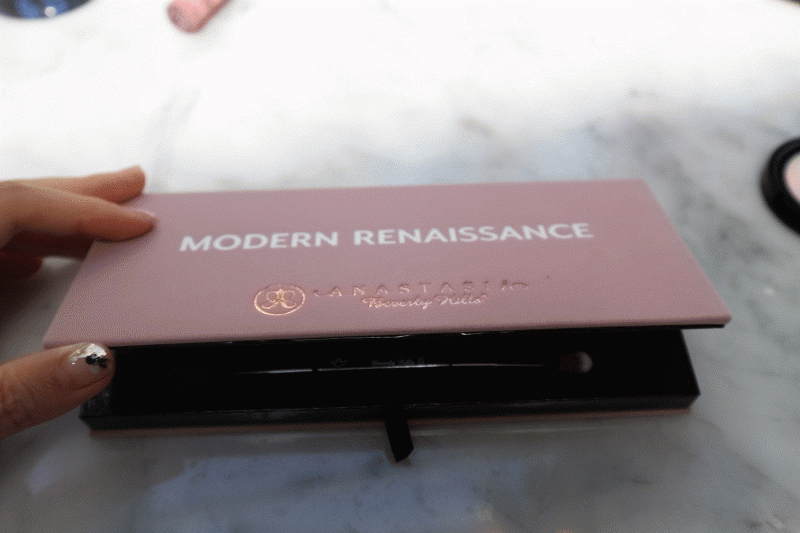 MODERN RENAISSANCE
ANASTASIA
Beverly Hills